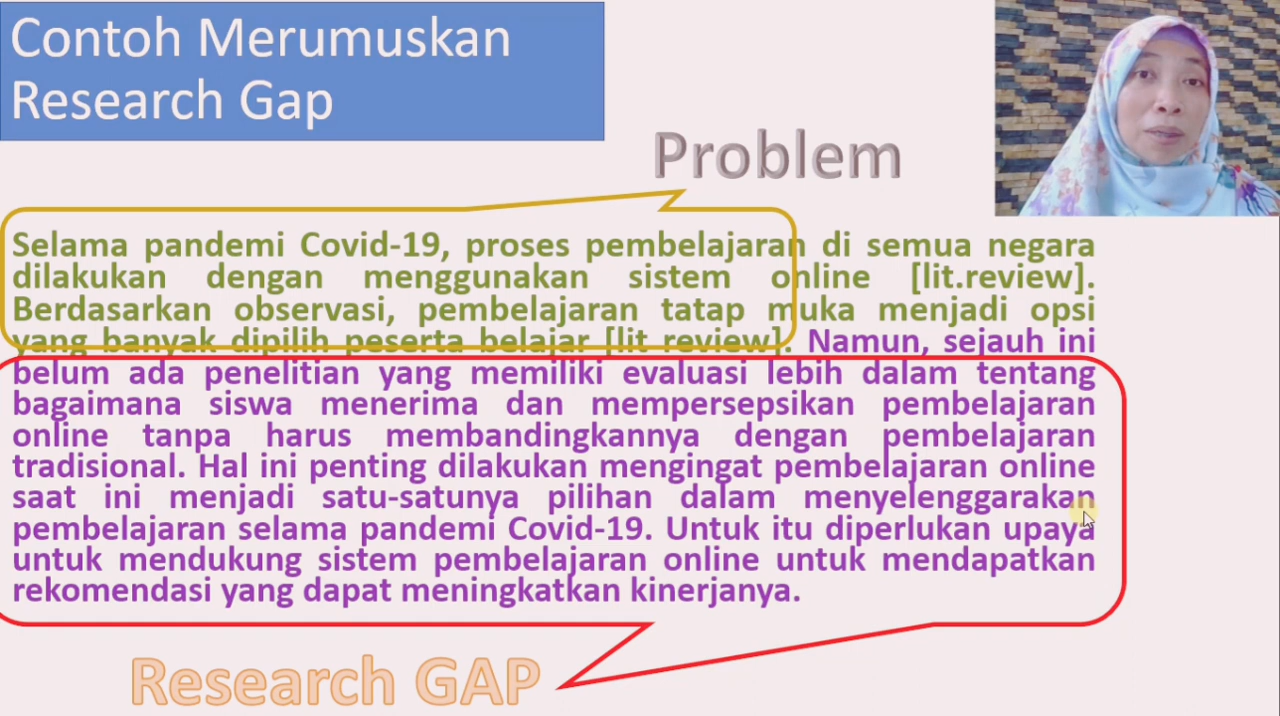 Contoh Merumuskan
Research Gap
Problem
Selama pandemi Covid-19, proses pembelajaran di semua negara
dilakukan dengan menggunakan sistem online [lit.review].
Berdasarkan observasi, pembelajaran tatap muka menjadi opsi
yang banyak dipilih peserta belajar [lit review]. Namun, sejauh ini
belum ada penelitian yang memiliki evaluasi lebih dalam tentang
bagaimana siswa menerima dan mempersepsikan pembelajaran
online tanpa harus membandingkannya dengan pembelajaran
tradisional. Hal ini penting dilakukan mengingat pembelajaran online
saat ini menjadi satu-satunya pilihan dalam menyelenggarakan
pembelajaran selama pandemi Covid-19. Untuk itu diperlukan upaya
untuk mendukung sistem pembelajaran online untuk mendapatkan
rekomendasi yang dapat meningkatkan kinerjanya.
Research GAP